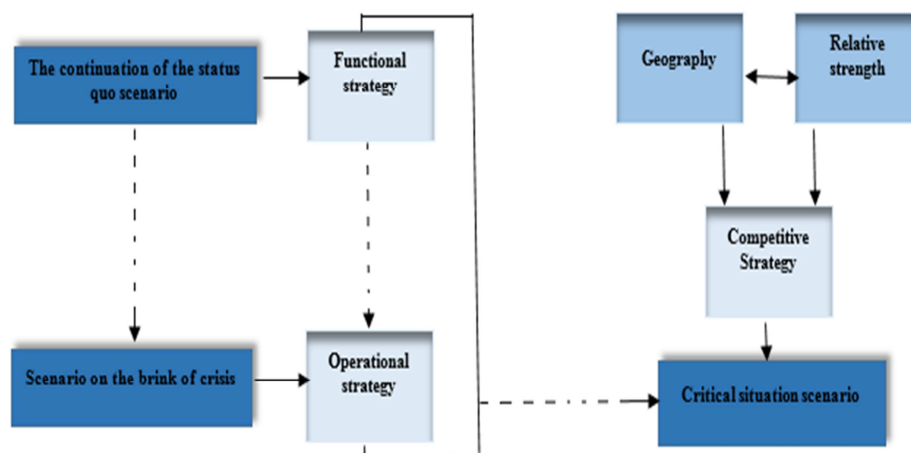 The continuation of the status
quo scenario
Functional
strategy
Geography
Relative
strength
Competitive
Strategy
Scenario on the brink of crisis
Operational
strategy
Critical situation scenario